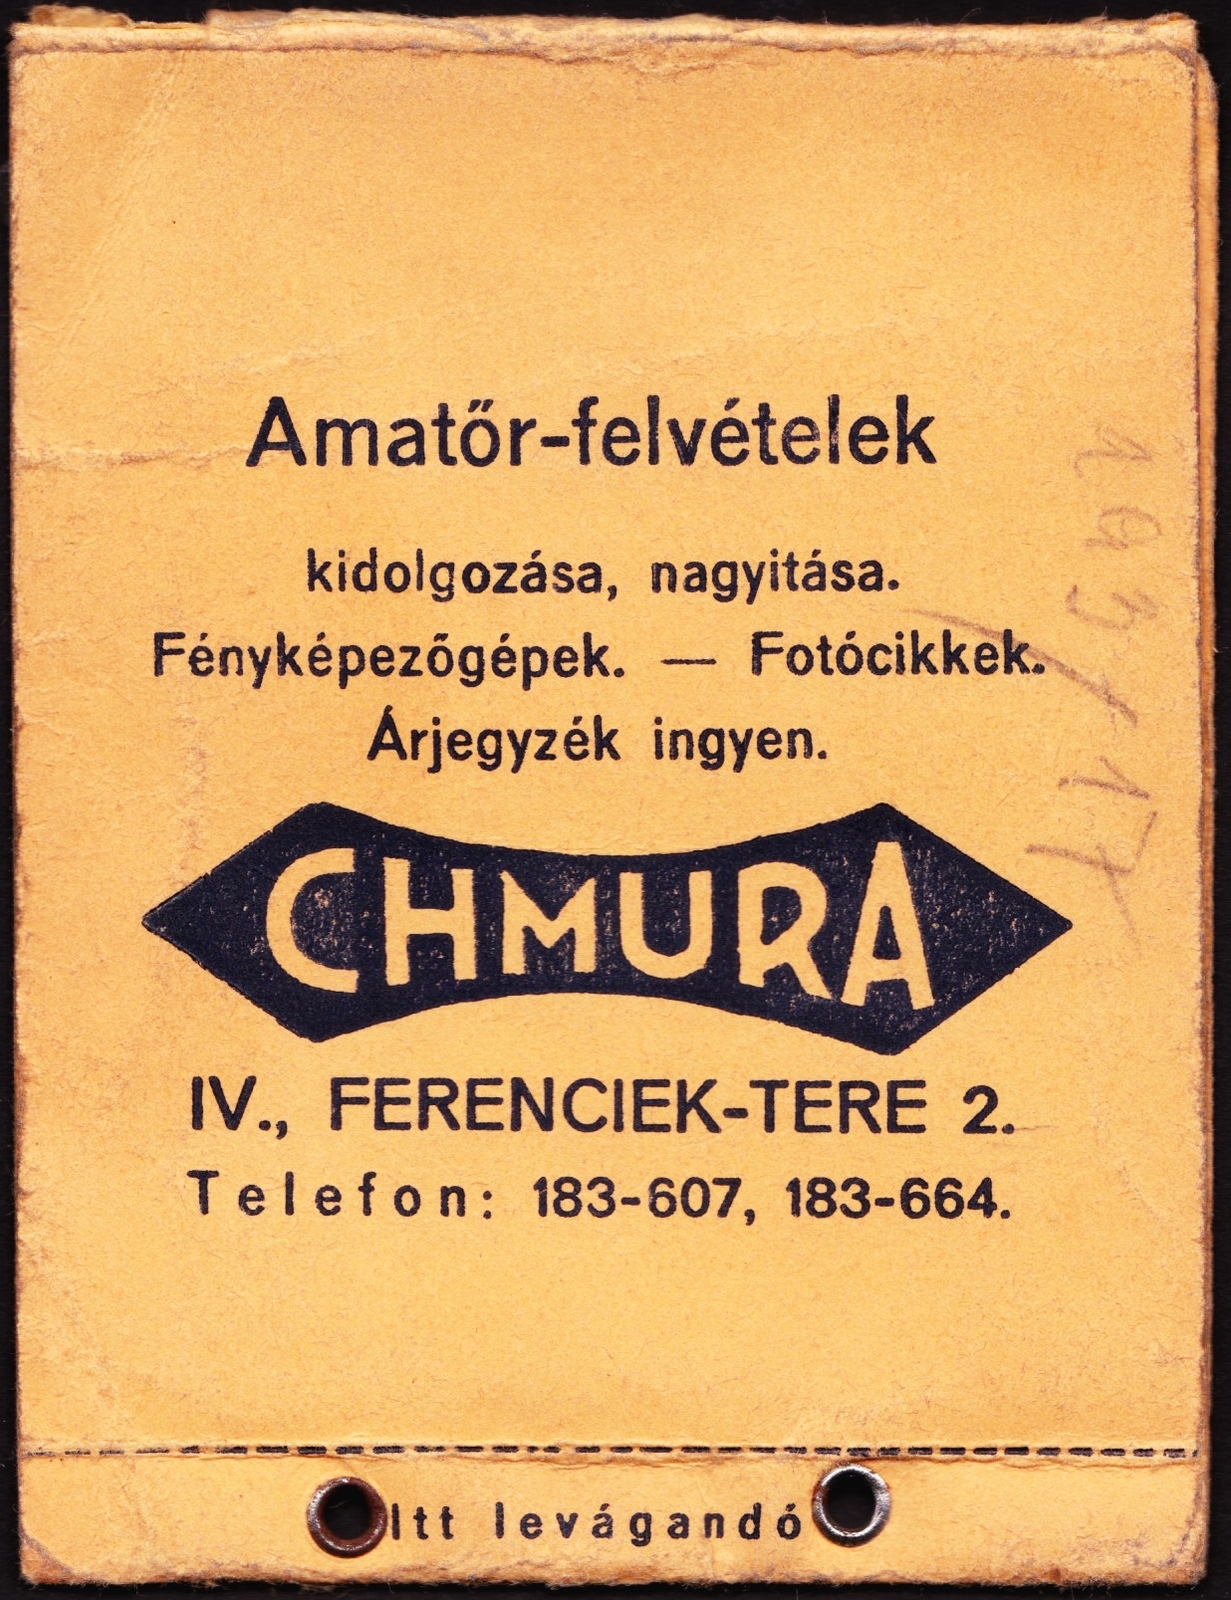 Amatőr-felvételek
kidolgozása, nagyitása.
Fényképezőgépek. — Fotócikkek.
Árjegyzék ingyen.
CHMURA
IV., FERENCIEK-TERE 2.
Telefon: 183-607, 183-664.
Itt levágandó